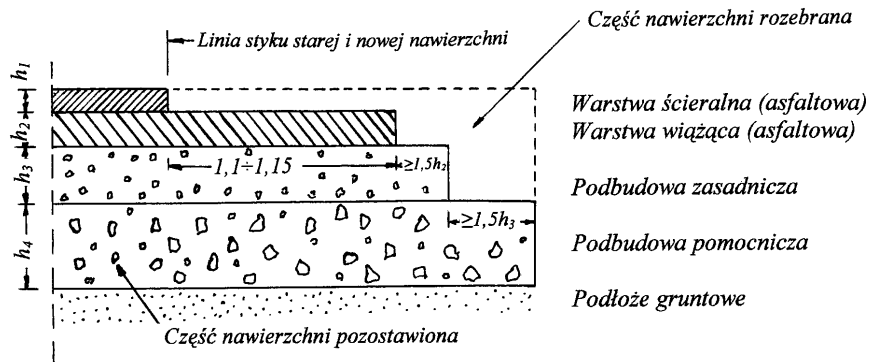 Linia styku starej i nowej nawierzchni
Część nawierzchni rozebrana
h1
h2
h3
h4
Warstwa ścieralna (asfaltowa)
Warstwa wiążąca (asfaltowa)
1,1÷1,15
≥1,5h2
Podbudowa zasadnicza
≥1,5h3
Podbudowa pomocnicza
Podłoże gruntowe
Część nawierzchni pozostawiona